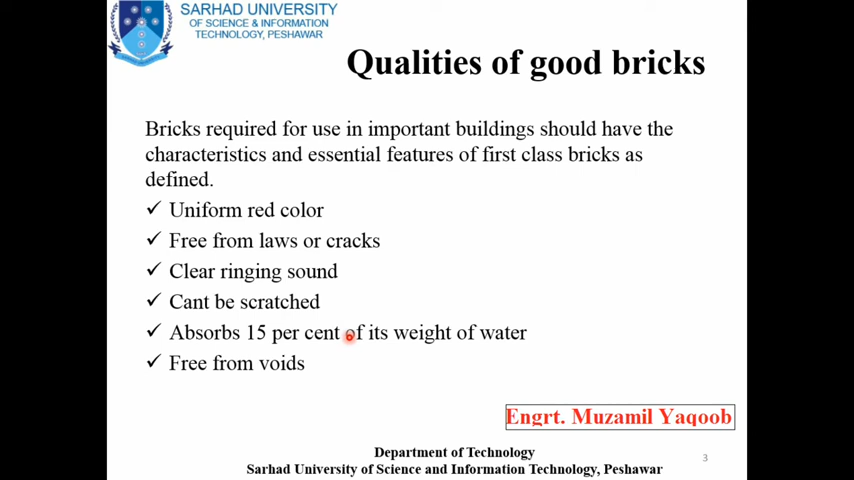 SARHAD UNIVERSITY
OF SCIENCE & INFORMATION
TECHNOLOGY, PESHAWAR
Qualities of good bricks
Bricks required for use in important buildings should have the
characteristics and essential features of first class bricks as
defined.
✓ Uniform red color
✓ Free from laws or cracks
✓ Clear ringing sound
✓ Cant be scratched
✓ Absorbs 15 per cent of its weight of water
✓ Free from voids
Engrt. Muzamil Yaqoob
Department of Technology
Sarhad University of Science and Information Technology, Peshawar
3